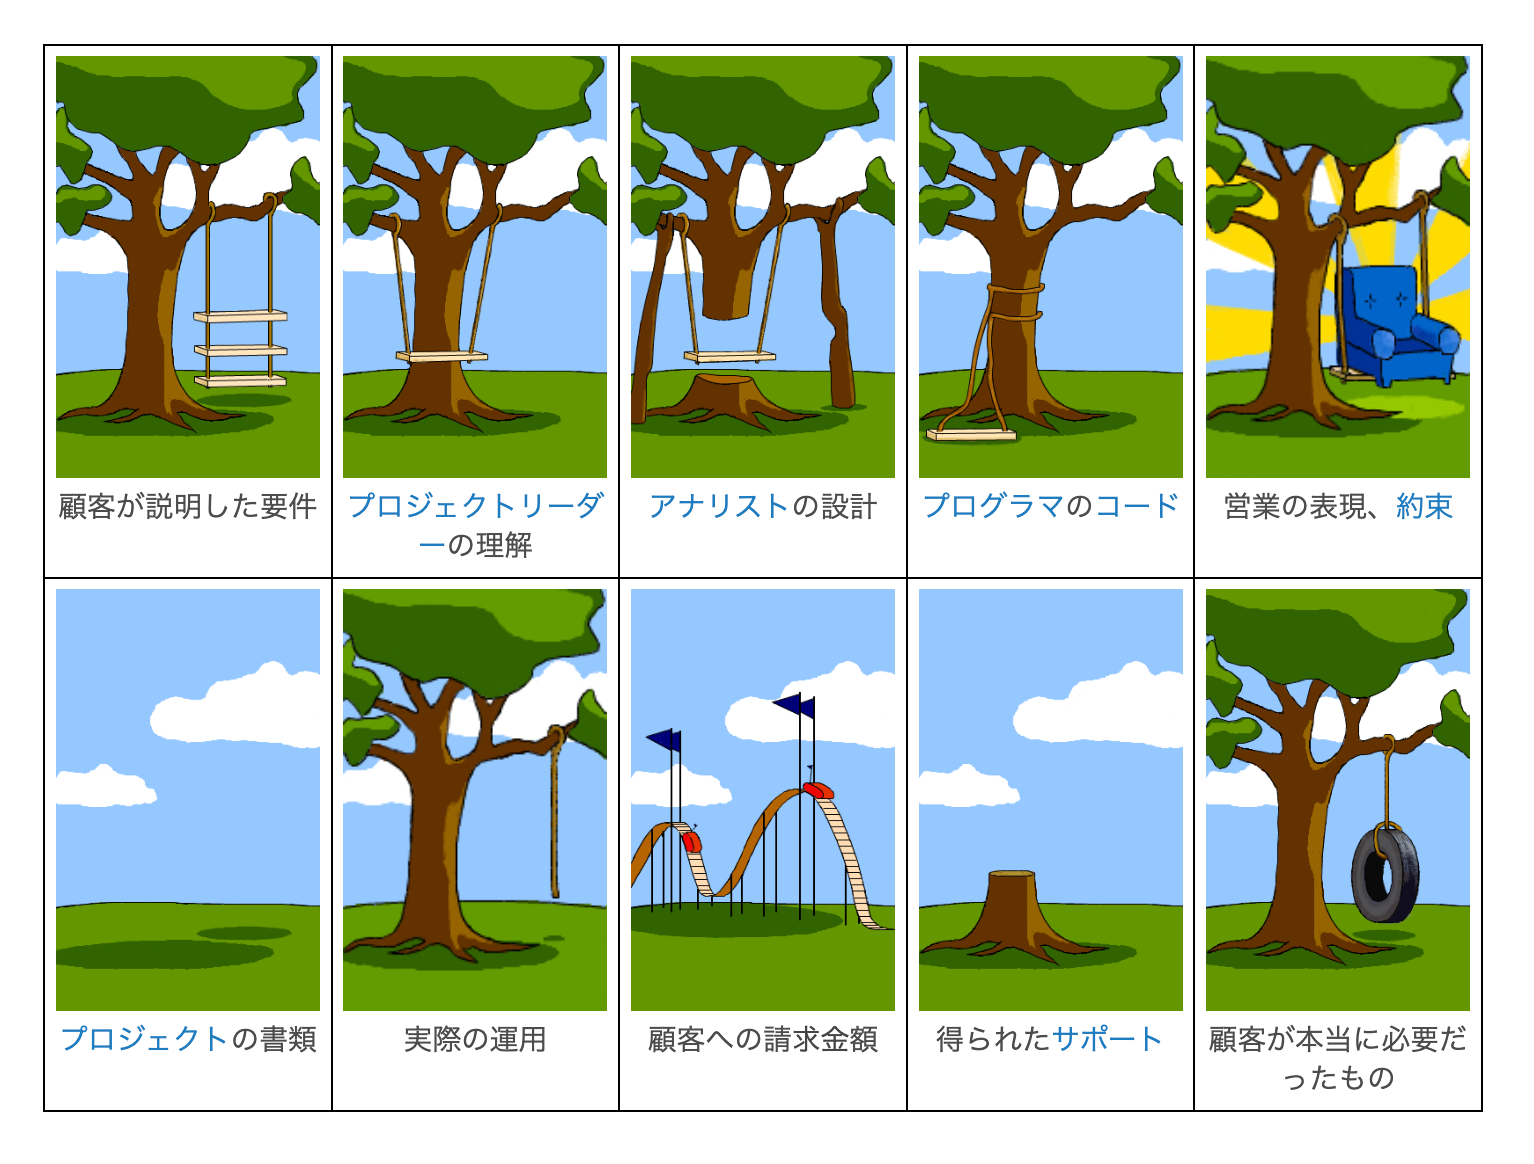 顧客が説明した要件
プロジェクトリーダ
ーの理解
アナリストの設計
プログラマのコード
営業の表現、約束
プロジェクトの書類
実際の運用
顧客への請求金額
得られたサポート
顧客が本当に必要だ
ったもの